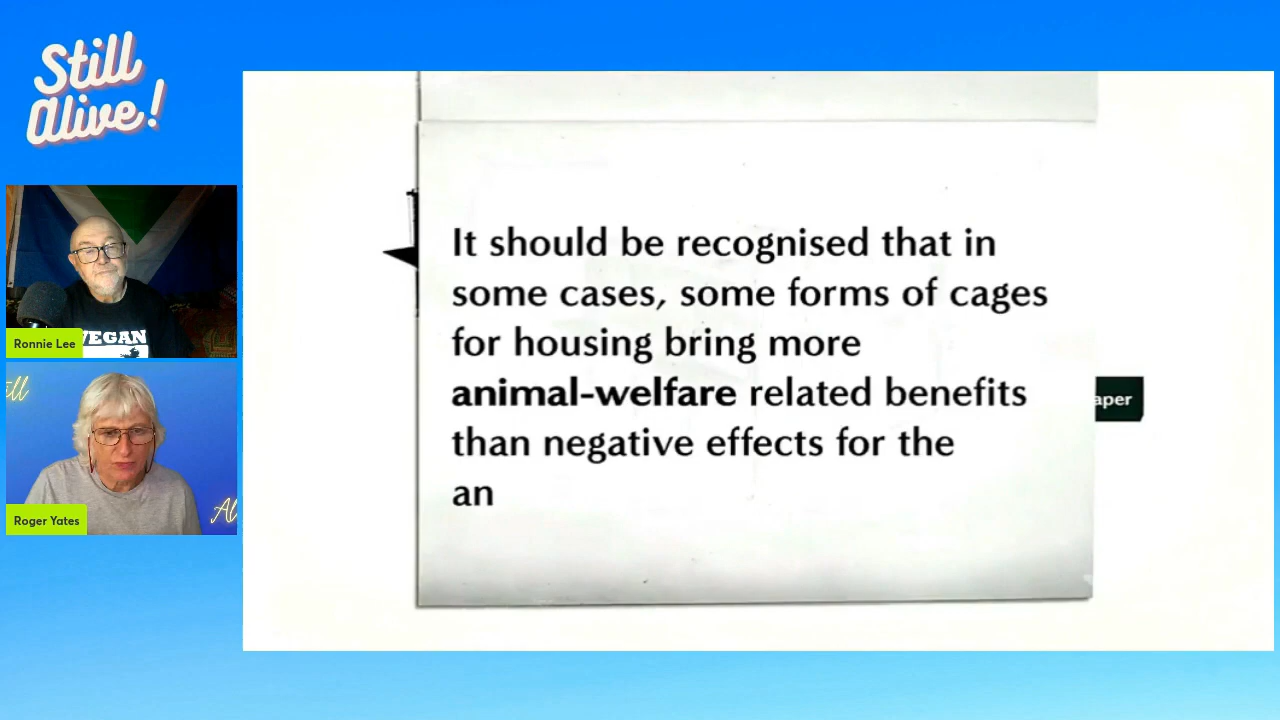 Still
Alive!
VEGAN
Ronnie Lee
Roger Yates
It should be recognised that in
some cases, some forms of cages
for housing bring more
animal-welfare related benefits
than negative effects for the
an
aper